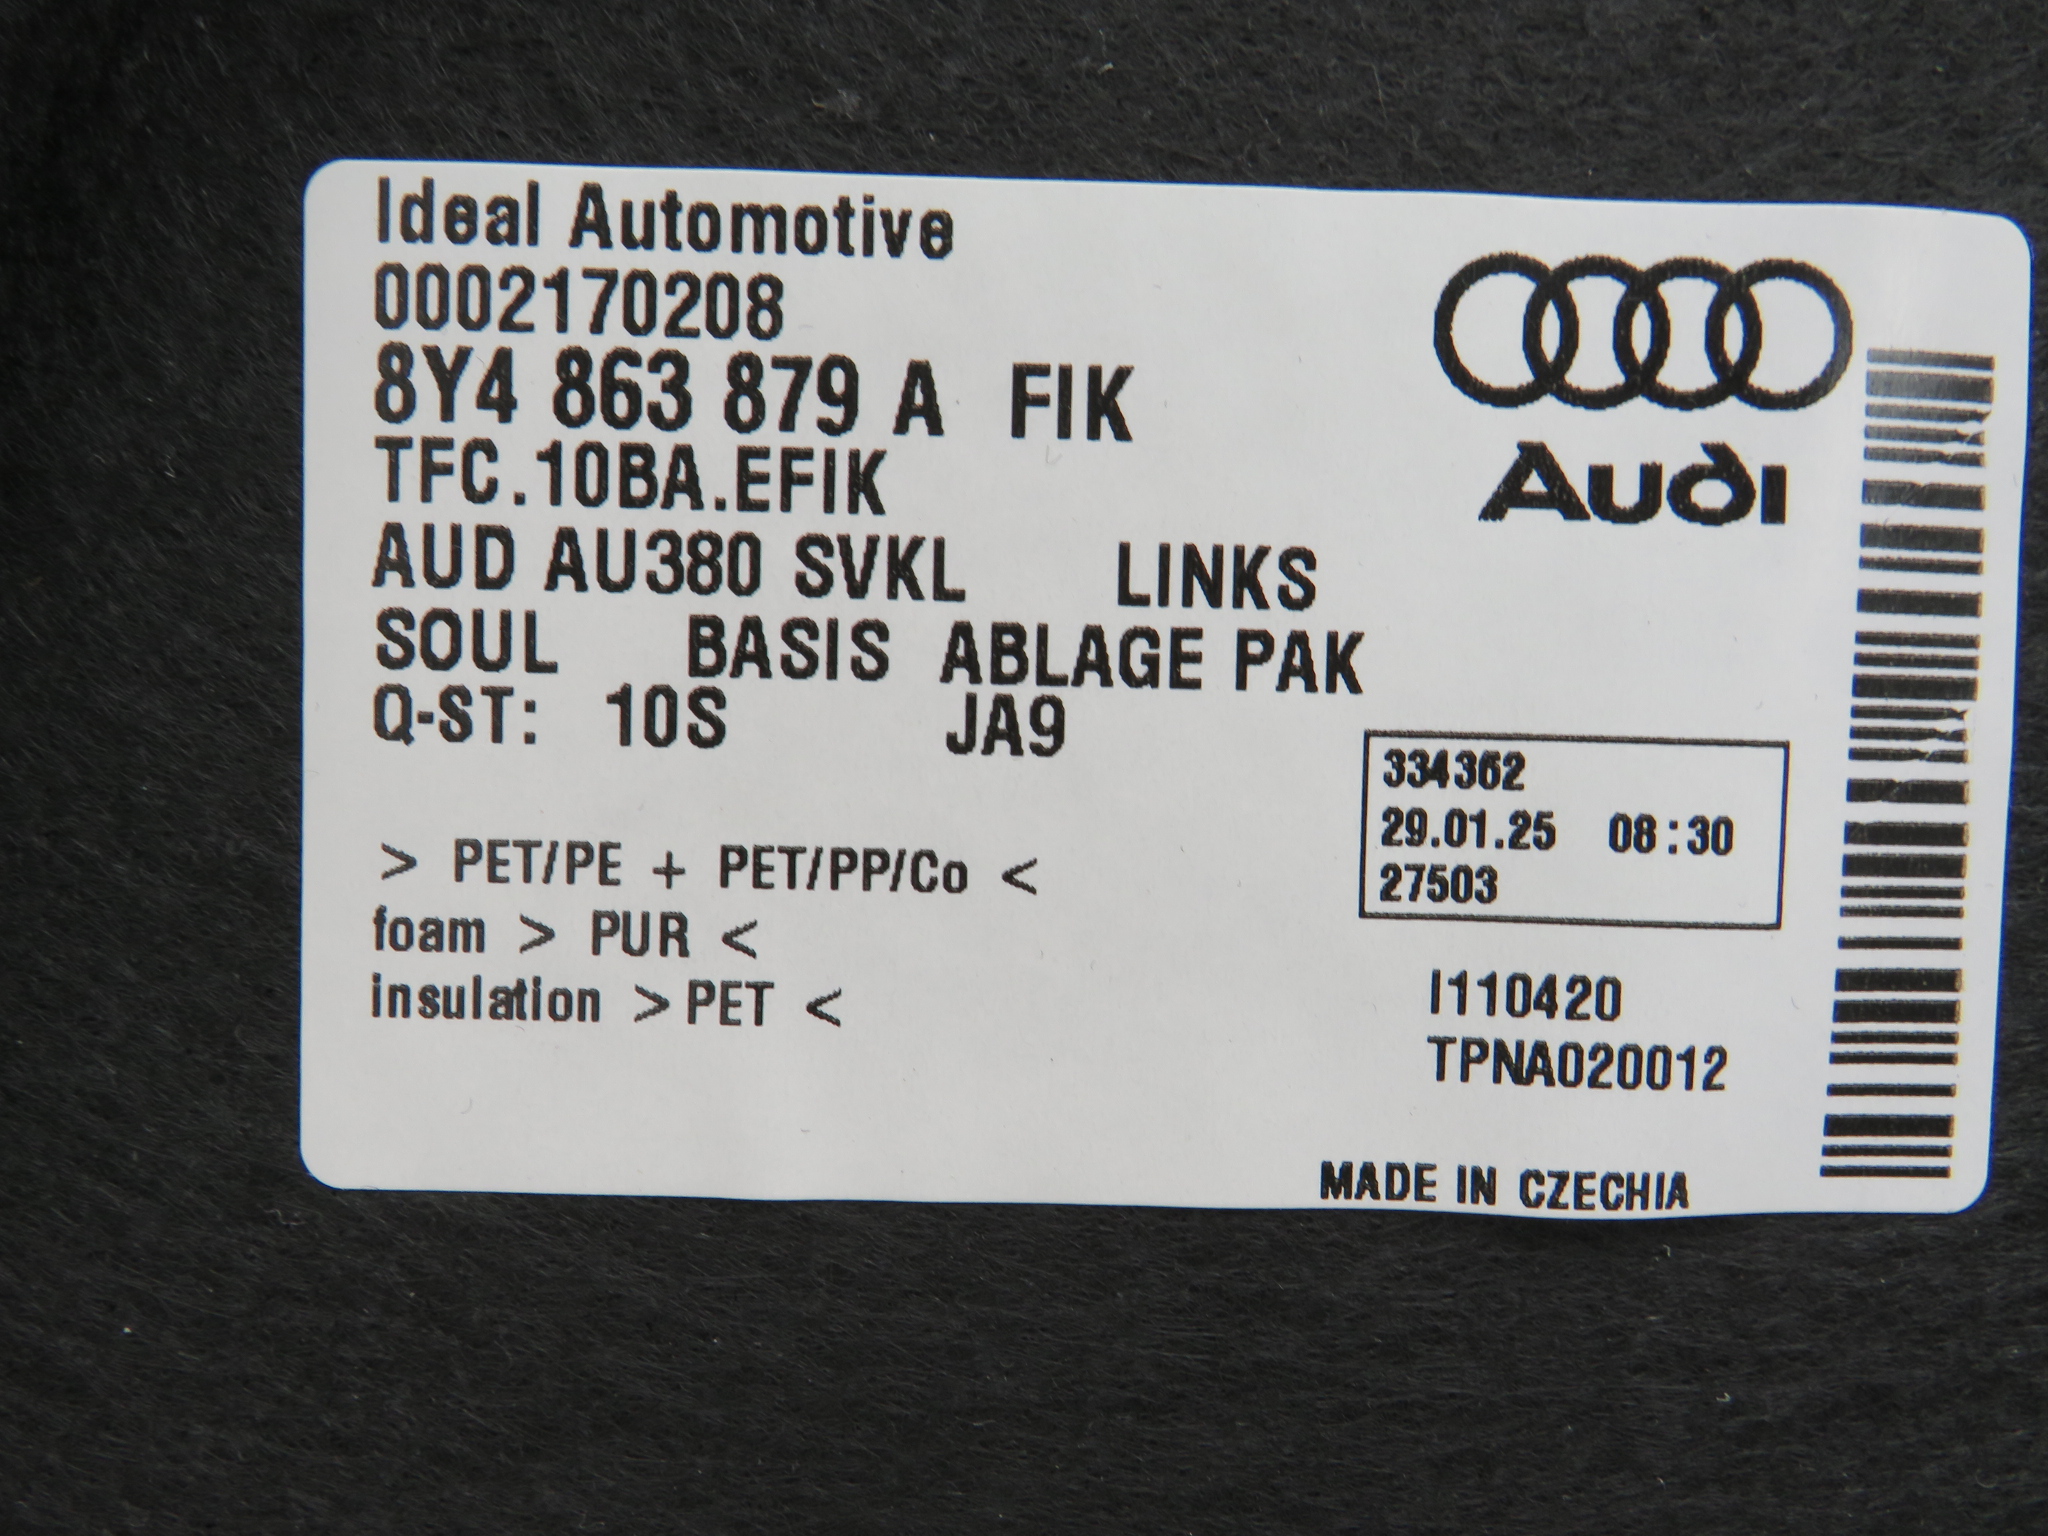 Ideal Automotive
0002170208
8Y4 863 879 A FIK
TFC.10BA.EFIK
AUD AU380 SVKL LINKS
SOUL BASIS ABLAGE PAK
Q-ST: 10S JA9
> PET/PE + PET/PP/Co <
foam > PUR <
insulation > PET <
Audi
334362
29.01.25 08:30
27503
I110420
TPNA020012
MADE IN CZECHIA